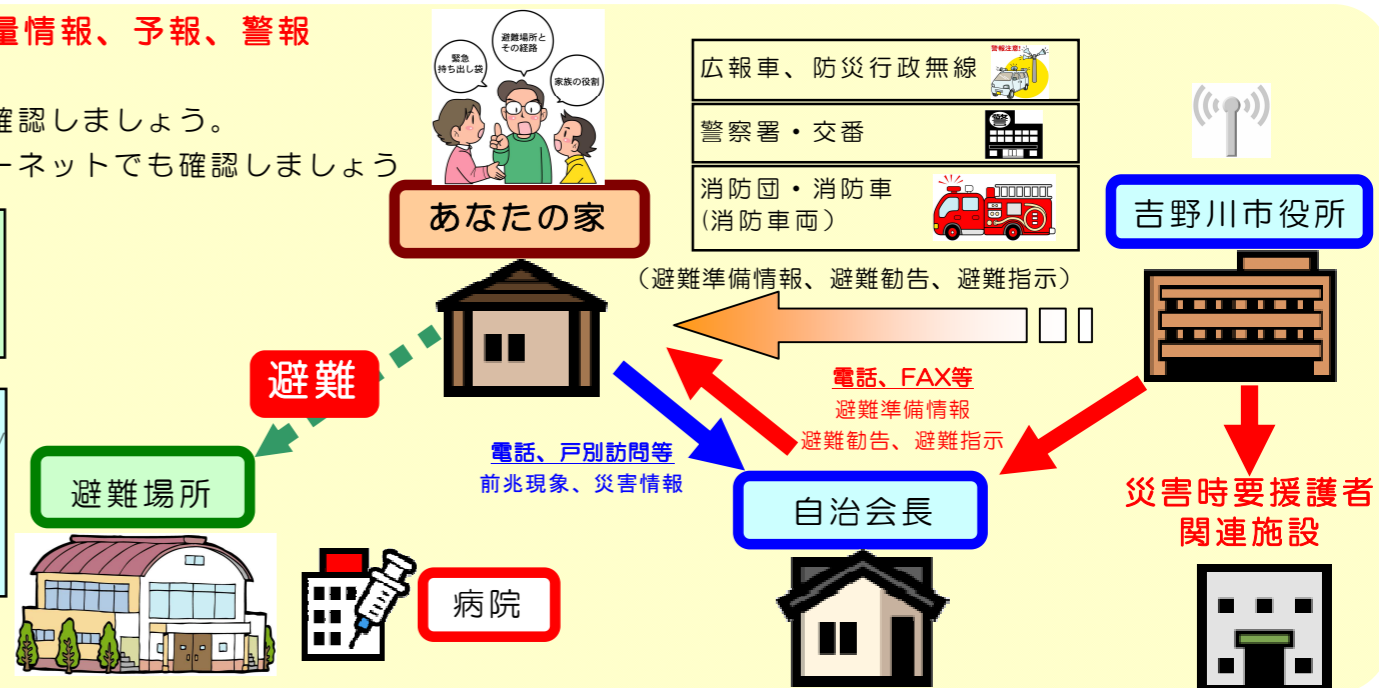 量情報、予報、警報
確認しましょう。
ーネットでも確認しましょう
緊急
持ち出し袋
避難場所と
その経路
家族の役割
あなたの家
広報車、防災行政無線
警報注意!
警察署・交番
警
消防団・消防車
(消防車両)
吉野川市役所
(避難準備情報、避難勧告、避難指示)
避難
電話、FAX等
避難準備情報
避難勧告、避難指示
電話、戸別訪問等
前兆現象、災害情報
避難場所
自治会長
災害時要援護者
関連施設
病院